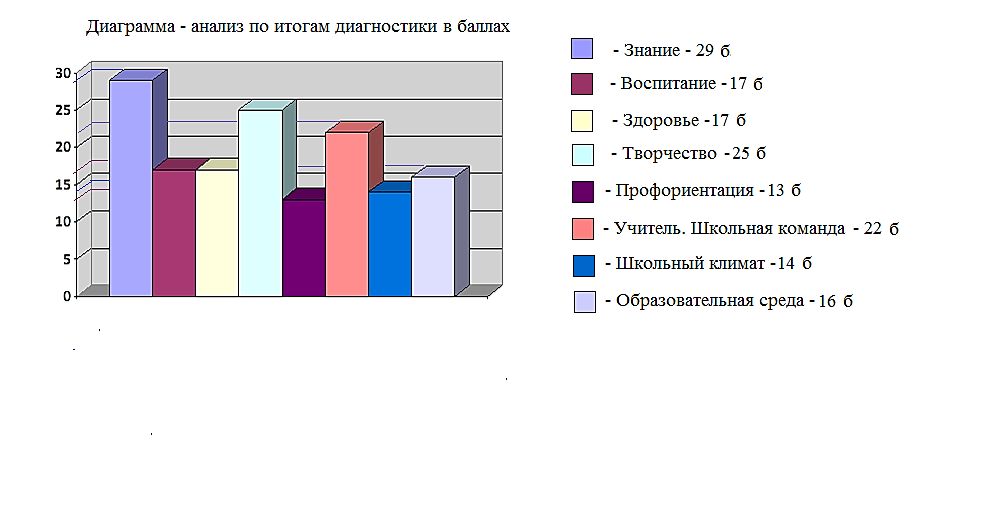 Диаграмма - анализ по итогам диагностики в баллах
30
25
20
15
10
5
0
- Знание - 29 б
- Воспитание -17 б
- Здоровье -17 б
- Творчество -25 б
- Профориентация -13 б
- Учитель. Школьная команда - 22 б
- Школьный климат -14 б
- Образовательная среда -16 б